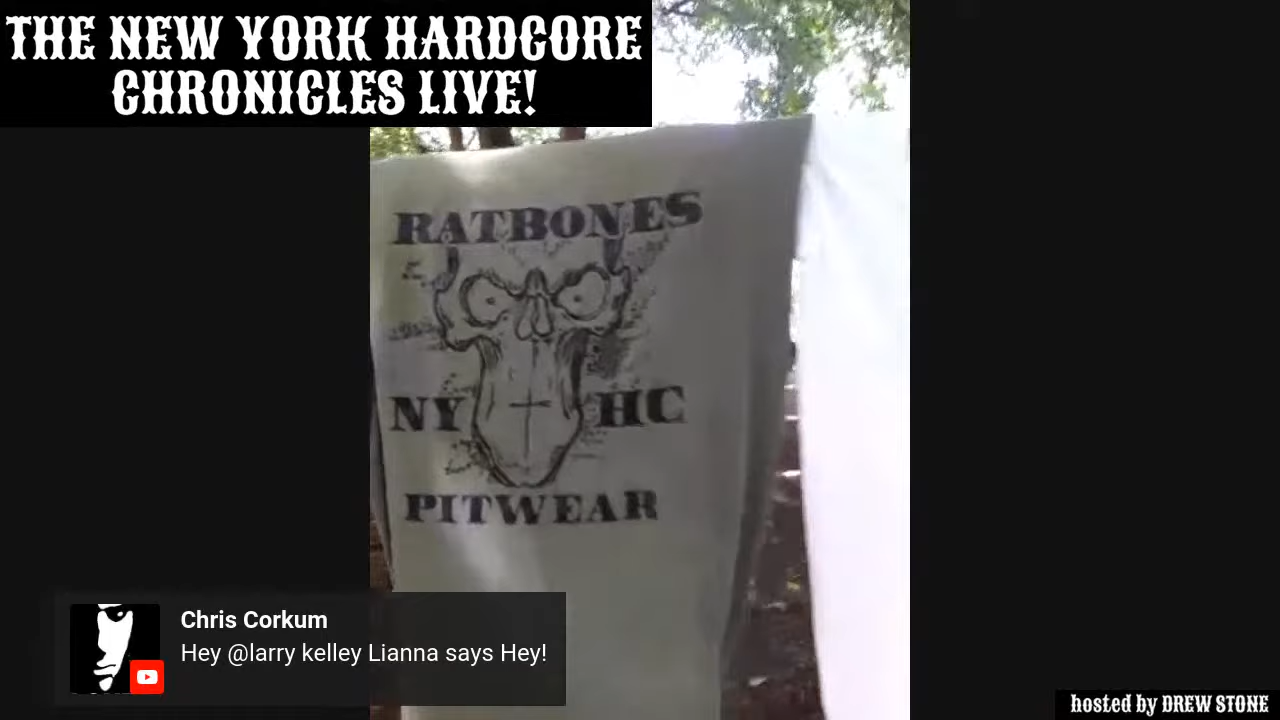 THE NEW YORK HARDCORE
CHRONICLES LIVE!
RATBONES
NY HC
PITWEAR
Chris Corkum
Hey @larry kelley Lianna says Hey!
hosted by DREW STONE